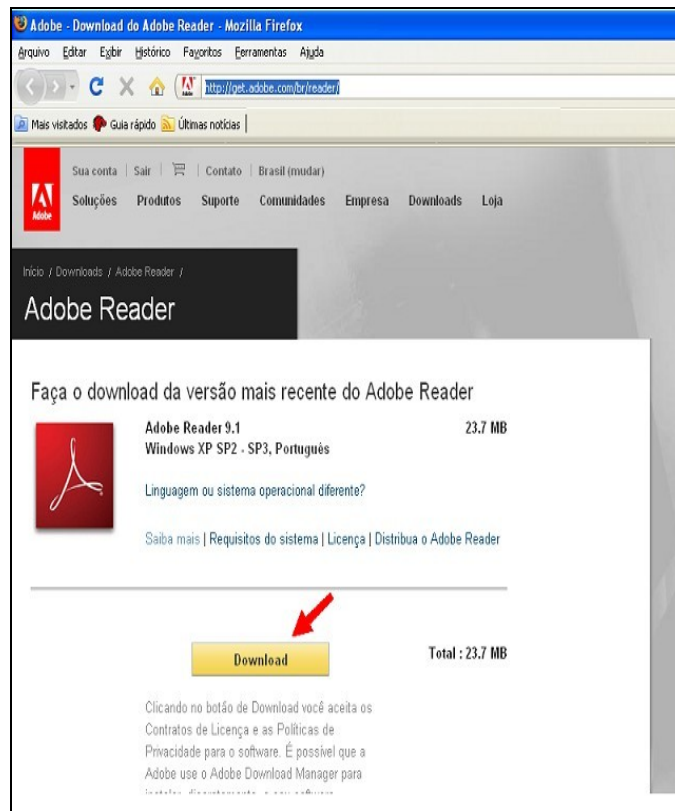 Adobe - Download do Adobe Reader - Mozilla Firefox
Arquivo Editar Exibir Histórico Favoritos Ferramentas Ajuda
Adobe http://get.adobe.com/br/reader/
Mais visitados Guia rápido Últimas notícias
Sua conta | Sair | | Contato | Brasil (mudar)
Adobe Soluções Produtos Suporte Comunidades Empresa Downloads Loja
Início / Downloads / Adobe Reader /
Adobe Reader
Faça o download da versão mais recente do Adobe Reader
Adobe Reader 9.1 23.7 MB
Windows XP SP2 - SP3, Português
Linguagem ou sistema operacional diferente?
Saiba mais | Requisitos do sistema | Licença | Distribua o Adobe Reader
Download Total : 23.7 MB
Clicando no botão de Download você aceita os
Contratos de Licença e as Políticas de
Privacidade para o software. É possível que a
Adobe use o Adobe Download Manager para